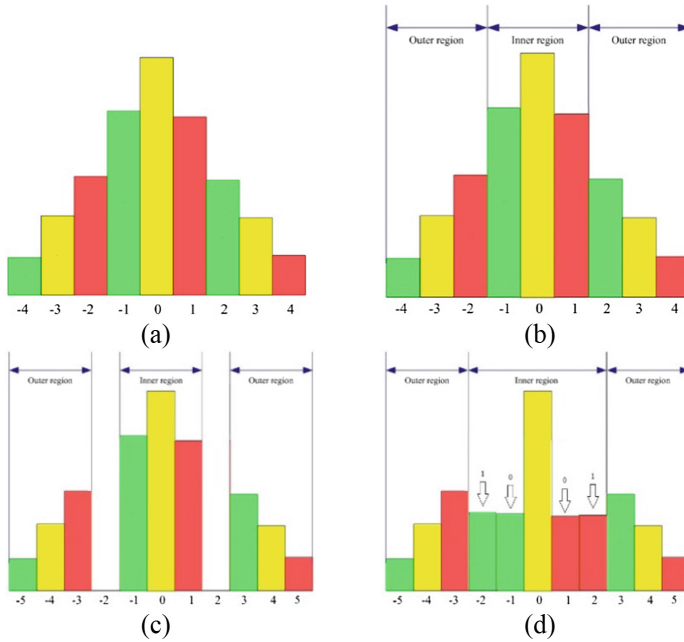 -4 -3 -2 -1 0 1 2 3 4
(a)
Outer region Inner region Outer region
-4 -3 -2 -1 0 1 2 3 4
(b)
Outer region Inner region Outer region
-5 -4 -3 -2 -1 0 1 2 3 4 5
(c)
Outer region Inner region Outer region
1 0 0 1
-5 -4 -3 -2 -1 0 1 2 3 4 5
(d)